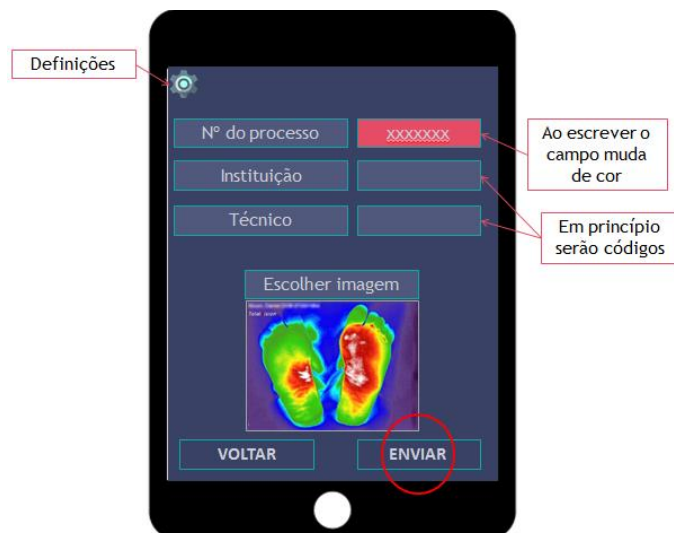 Definições
Nº do processo
xxxxxxx
Ao escrever o
campo muda
de cor
Instituição
Técnico
Em princípio
serão códigos
Escolher imagem
VOLTAR
ENVIAR